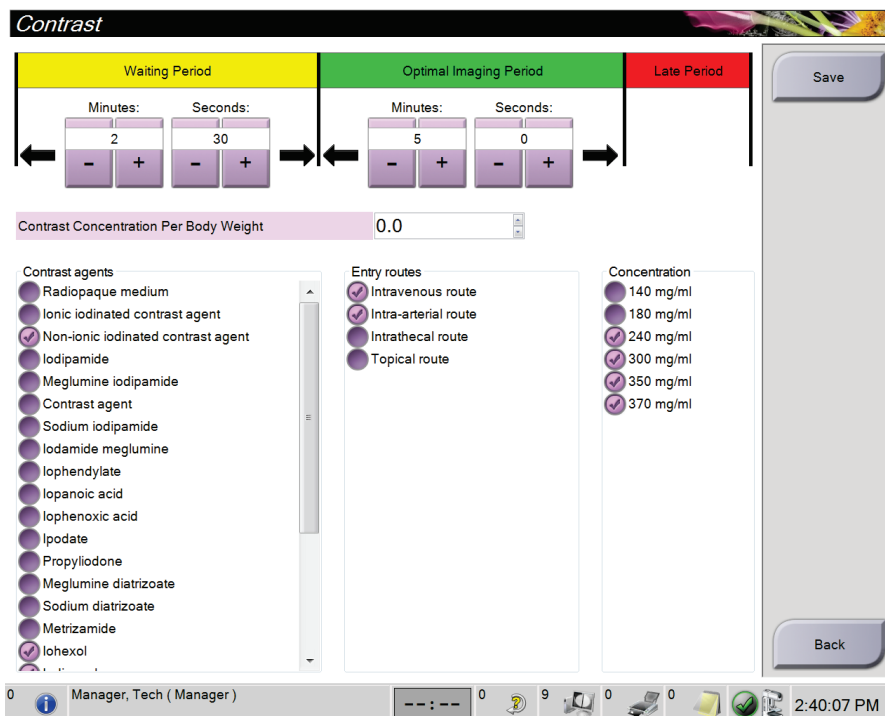 Contrast
Waiting Period
Optimal Imaging Period
Late Period
Save
Minutes:
Seconds:
Minutes:
Seconds:
2
30
5
0
-
+
-
+
-
+
-
+
Contrast Concentration Per Body Weight
0.0
Contrast agents
Radiopaque medium
Ionic iodinated contrast agent
Non-ionic iodinated contrast agent
Iodipamide
Meglumine iodipamide
Contrast agent
Sodium iodipamide
Iodamide meglumine
Iophendylate
Iopanoic acid
Iophenoxic acid
Ipodate
Propyliodone
Meglumine diatrizoate
Sodium diatrizoate
Metrizamide
Iohexol
Entry routes
Intravenous route
Intra-arterial route
Intrathecal route
Topical route
Concentration
140 mg/ml
180 mg/ml
240 mg/ml
300 mg/ml
350 mg/ml
370 mg/ml
Back
0
Manager, Tech ( Manager )
--:--
0
9
0
0
2:40:07 PM